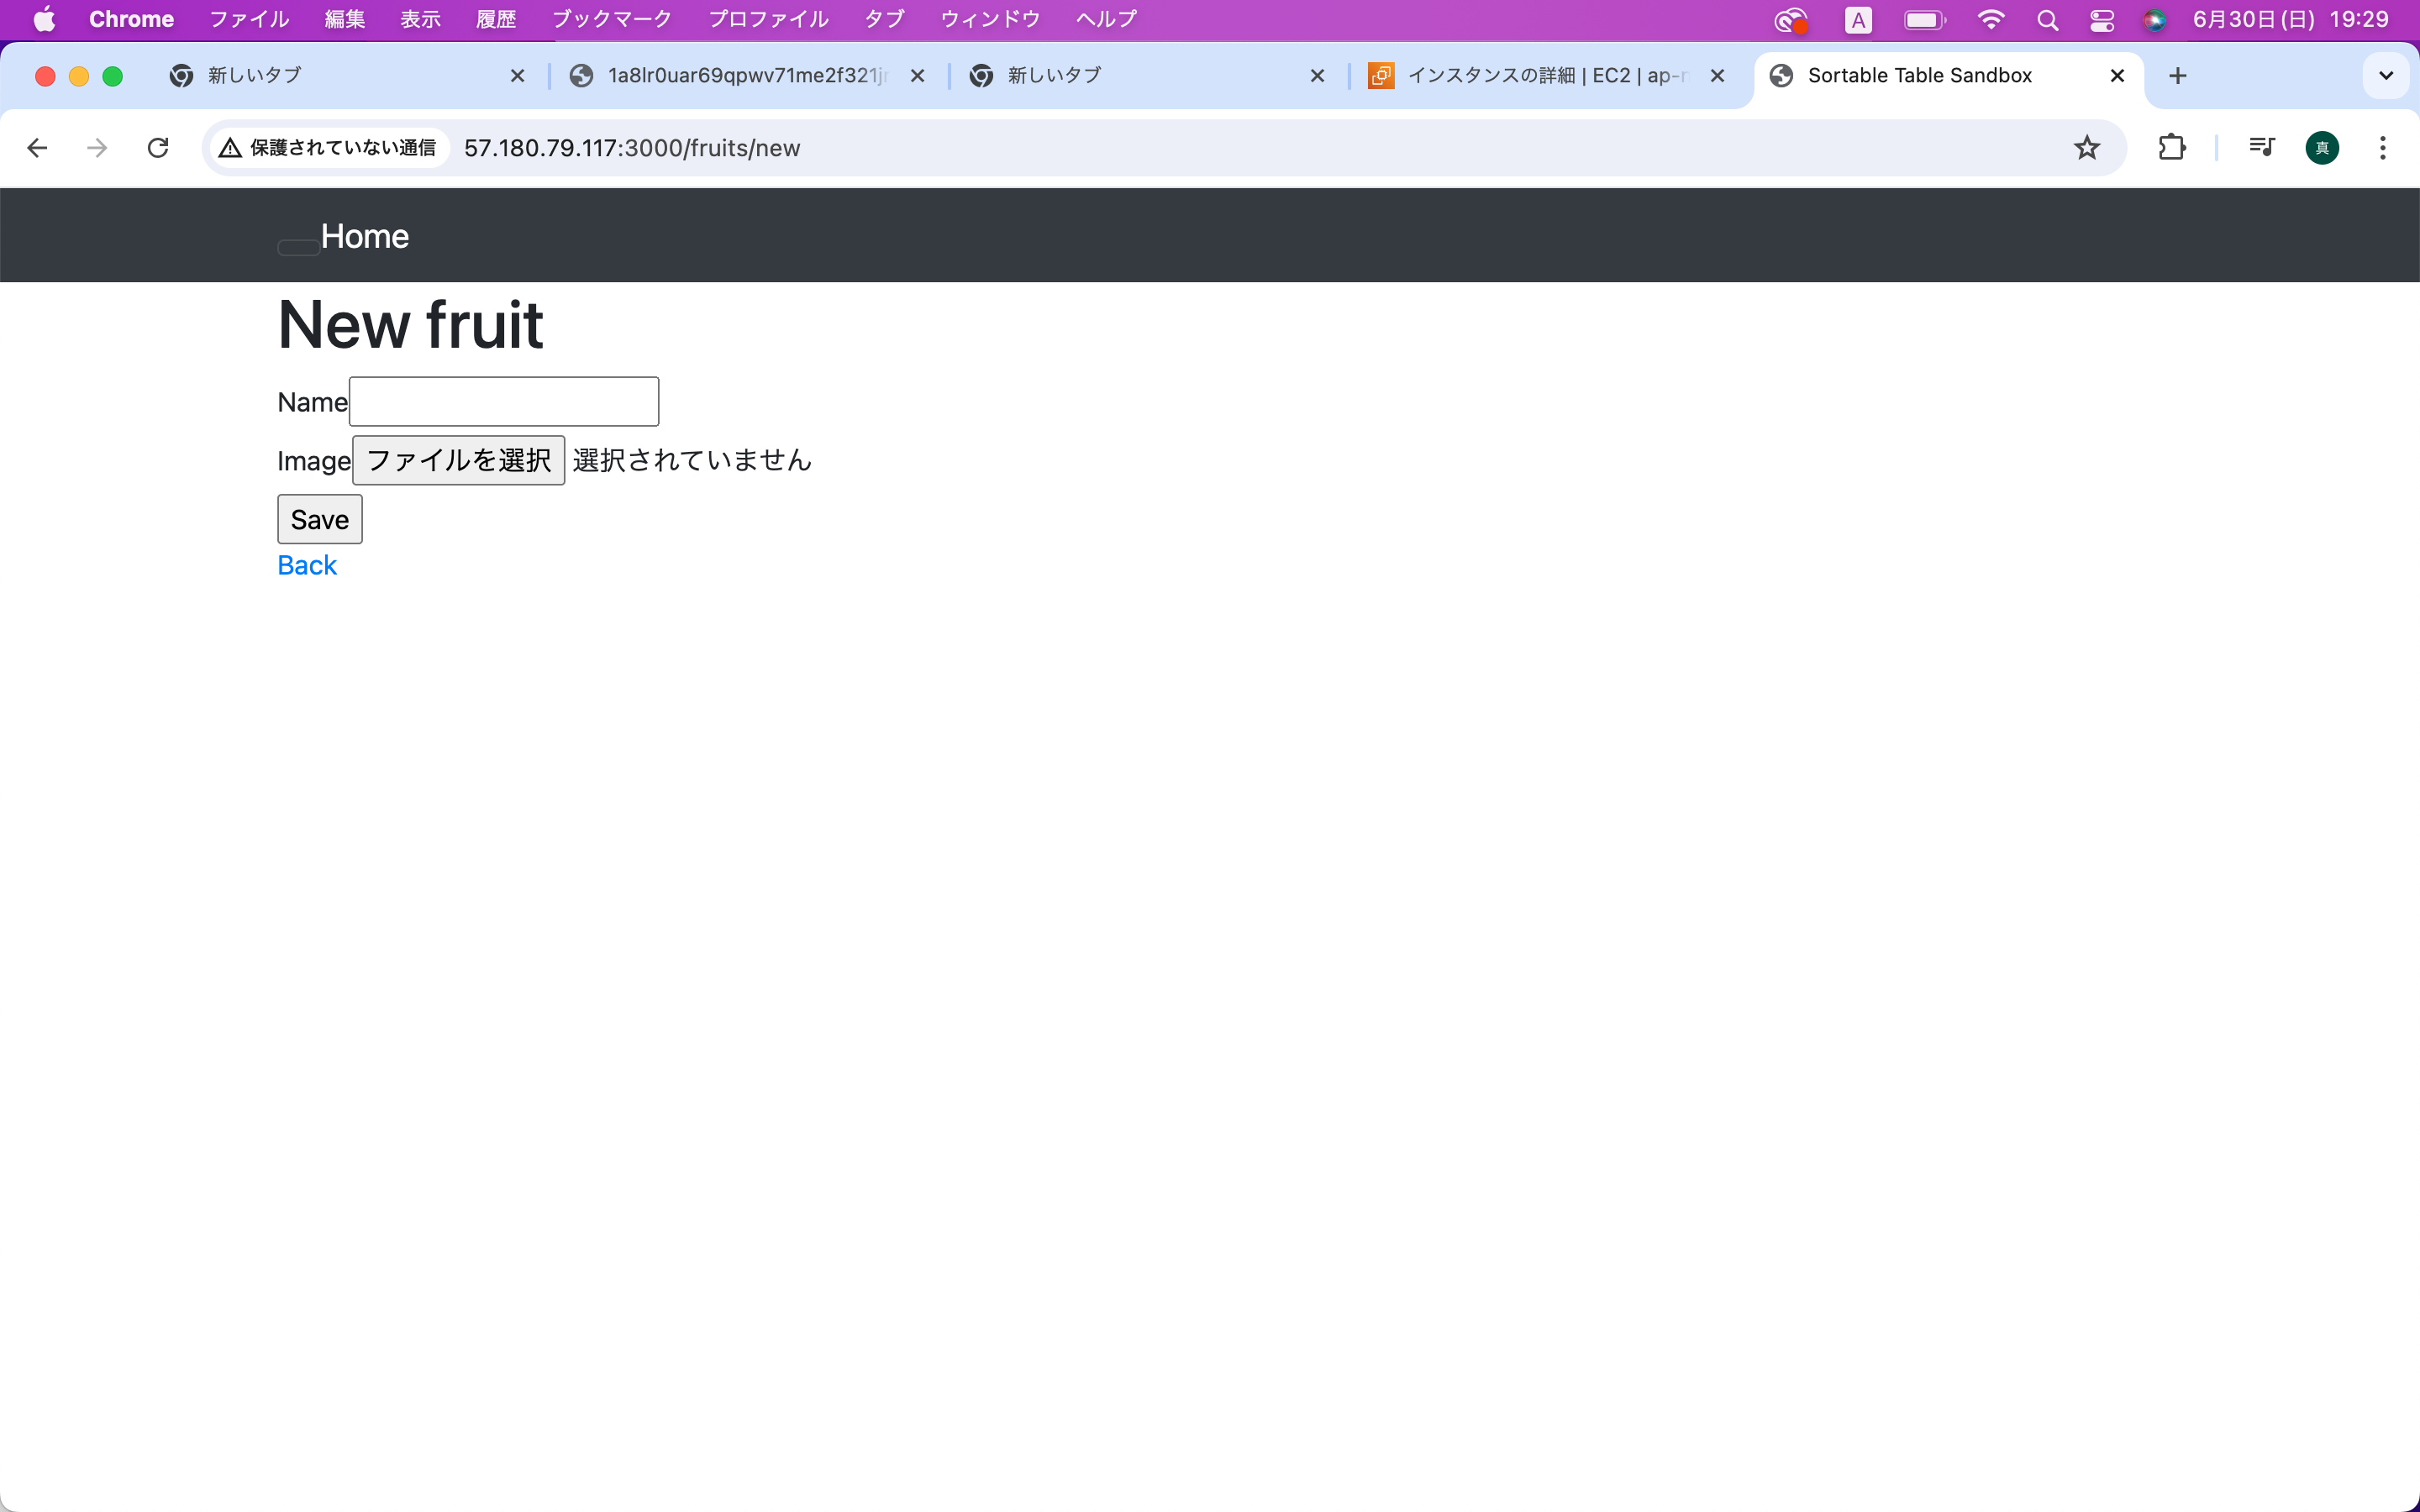 Chrome ファイル 編集 表示 履歴 ブックマーク プロファイル タブ ウィンドウ ヘルプ A 6月30日(日) 19:29
新しいタブ 1a8lr0uar69qpwv71me2f321j 新しいタブ インスタンスの詳細 | EC2 | ap-n Sortable Table Sandbox
保護されていない通信 57.180.79.117:3000/fruits/new 真
Home
New fruit
Name
Image ファイルを選択 選択されていません
Save
Back